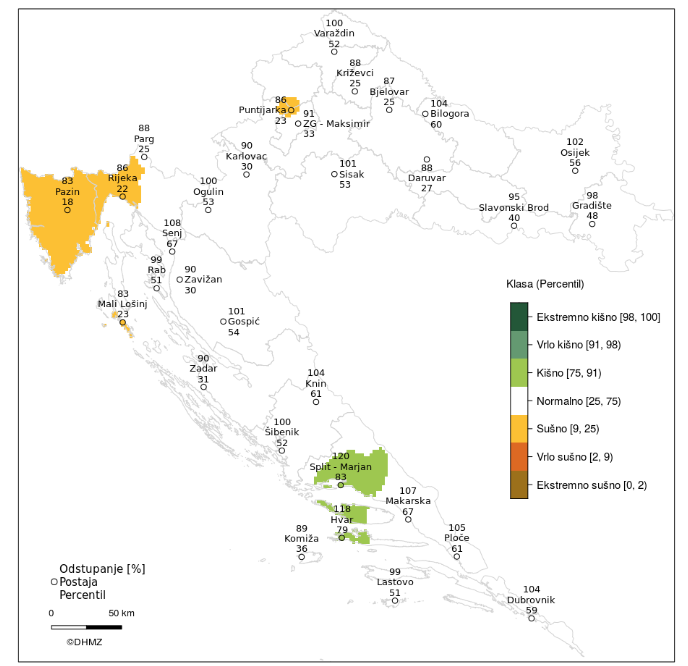 100
Varaždin
52
88
Križevci
25
87
Bjelovar
25
86
Puntijarka
23
91
ZG - Maksimir
33
104
Bilogora
60
88
Parg
25
90
Karlovac
30
101
Sisak
53
88
Daruvar
27
102
Osijek
56
83
Pazin
18
86
Rijeka
22
100
Ogulin
53
95
Slavonski Brod
40
98
Gradište
48
108
Senj
67
99
Rab
51
90
Zavižan
30
83
Mali Lošinj
23
101
Gospić
54
90
Zadar
31
104
Knin
61
100
Šibenik
52
120
Split - Marjan
83
107
Makarska
67
118
Hvar
79
89
Komiža
36
105
Ploče
61
99
Lastovo
51
104
Dubrovnik
59
Klasa (Percentil)
Ekstremno kišno [98, 100]
Vrlo kišno [91, 98)
Kišno [75, 91)
Normalno [25, 75)
Sušno [9, 25)
Vrlo sušno [2, 9)
Ekstremno sušno [0, 2)
Odstupanje [%]
Postaja
Percentil
0 50 km
©DHMZ